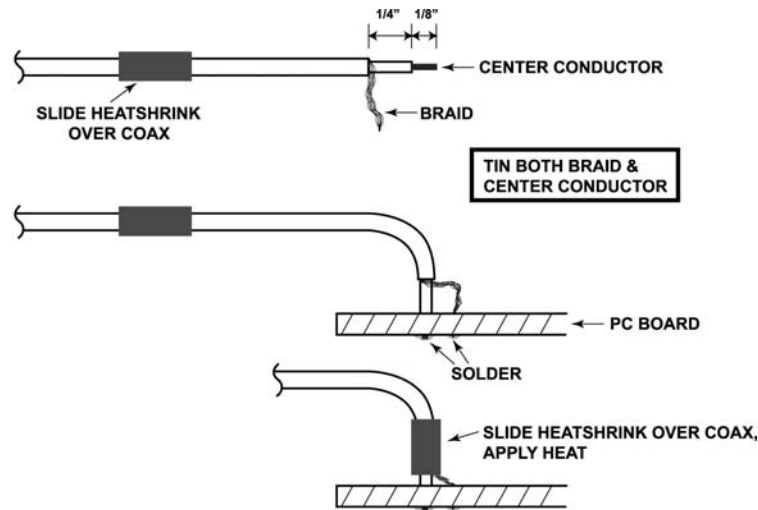 1/4” 1/8”
CENTER CONDUCTOR
SLIDE HEATSHRINK
OVER COAX
BRAID
TIN BOTH BRAID &
CENTER CONDUCTOR
PC BOARD
SOLDER
SLIDE HEATSHRINK OVER COAX,
APPLY HEAT